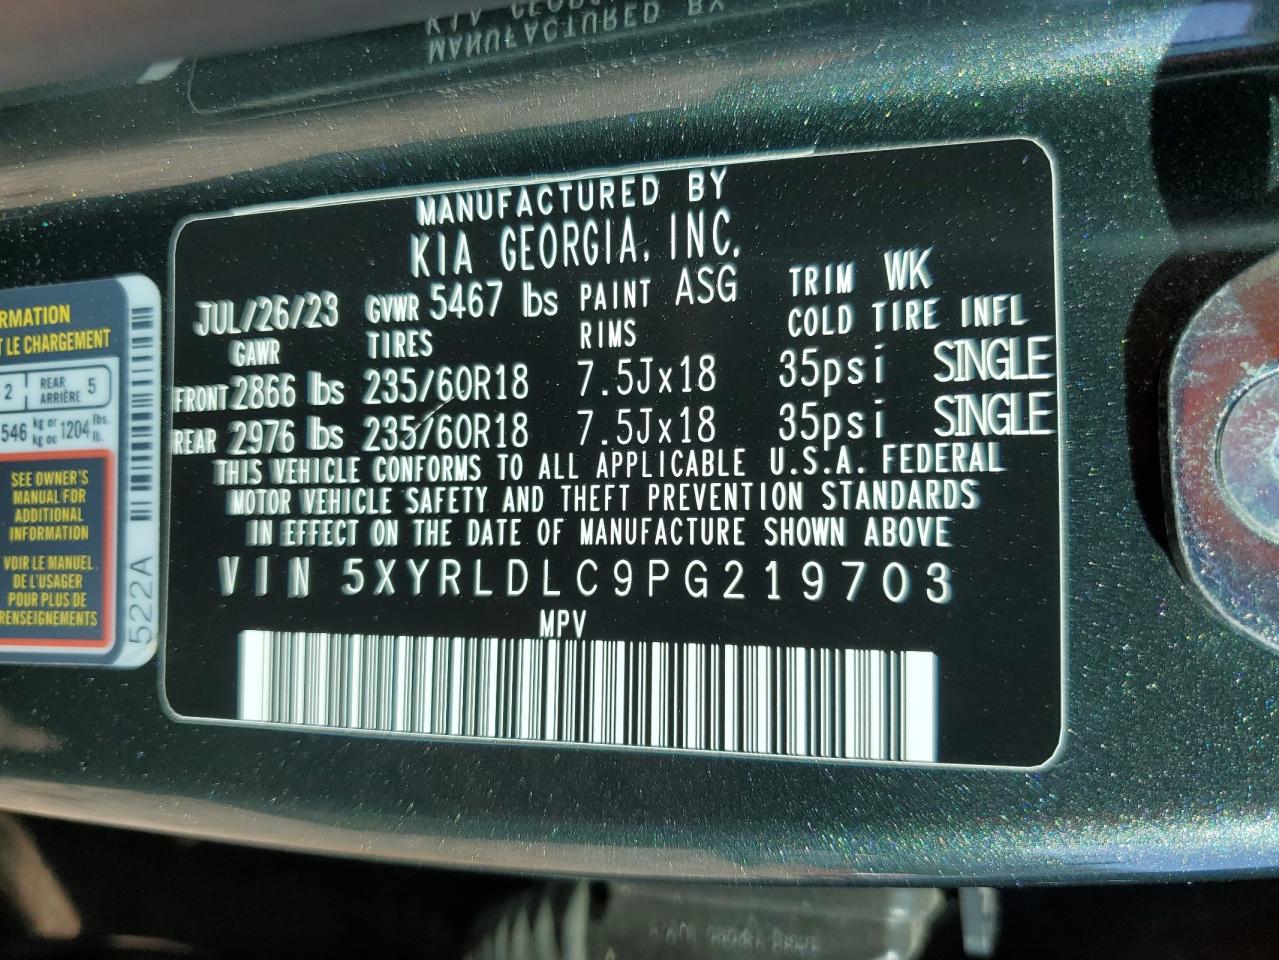 MANUFACTURED BY
KIA GEORGIA, INC.
JUL/26/23 GVWR 5467 lbs PAINT ASG TRIM WK
GAWR TIRES RIMS COLD TIRE INFL
FRONT 2866 lbs 235/60R18 7.5Jx18 35psi SINGLE
REAR 2976 lbs 235/60R18 7.5Jx18 35psi SINGLE
THIS VEHICLE CONFORMS TO ALL APPLICABLE U.S.A. FEDERAL
MOTOR VEHICLE SAFETY AND THEFT PREVENTION STANDARDS
IN EFFECT ON THE DATE OF MANUFACTURE SHOWN ABOVE
VIN 5XYRLDLC9PG219703
MPV
RMATION
T LE CHARGEMENT
2 REAR ARRIÈRE 5
546 kg or kg ou 1204 lbs. lb.
SEE OWNER'S
MANUAL FOR
ADDITIONAL
INFORMATION
VOIR LE MANUEL
DE L'USAGER
POUR PLUS DE
RENSEIGNEMENTS
522A
MANUFACTURED BY